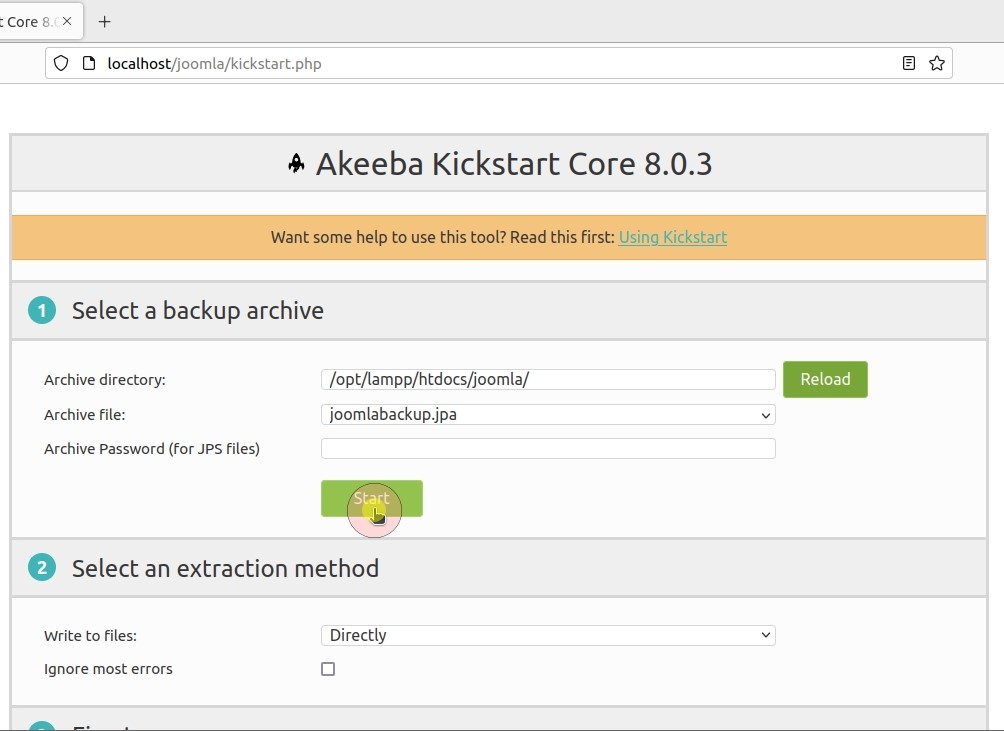 t Core 8.0
localhost/joomla/kickstart.php
Akeeba Kickstart Core 8.0.3
Want some help to use this tool? Read this first: Using Kickstart
1 Select a backup archive
Archive directory: /opt/lampp/htdocs/joomla/ Reload
Archive file: joomlabackup.jpa
Archive Password (for JPS files)
Start
2 Select an extraction method
Write to files: Directly
Ignore most errors